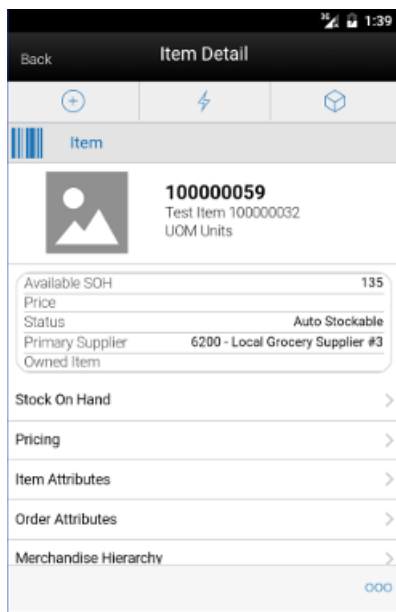 3G 1:39
Back Item Detail
Item
100000059
Test Item 100000032
UOM Units
Available SOH 135
Price
Status Auto Stockable
Primary Supplier 6200 - Local Grocery Supplier #3
Owned Item
Stock On Hand
Pricing
Item Attributes
Order Attributes
Merchandise Hierarchy